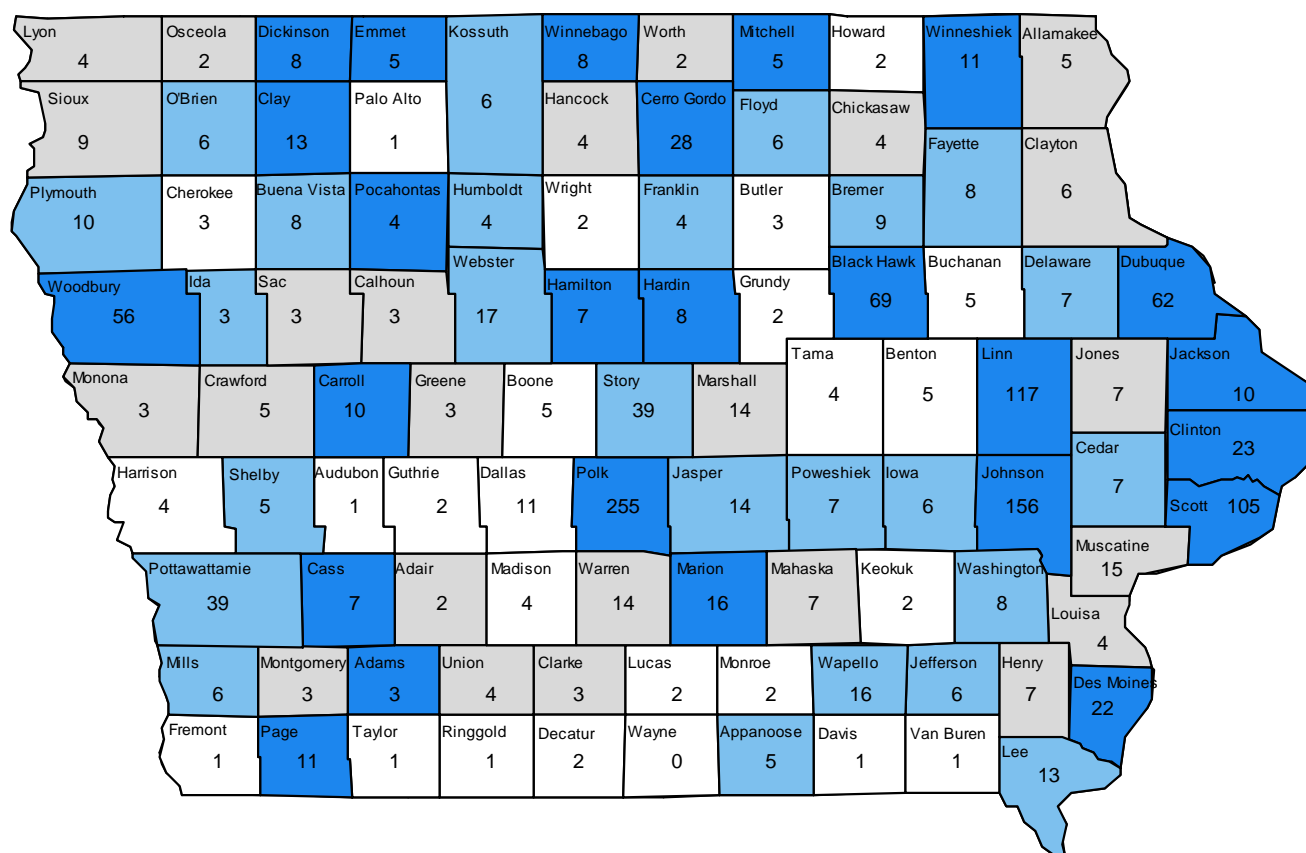 Lyon
4
Osceola
2
Dickinson
8
Emmet
5
Kossuth
6
Winnebago
8
Worth
2
Mitchell
5
Howard
2
Winneshiek
11
Allamakee
5
Sioux
9
O'Brien
6
Clay
13
Palo Alto
1
Hancock
4
Cerro Gordo
28
Floyd
6
Chickasaw
4
Fayette
8
Clayton
6
Plymouth
10
Cherokee
3
Buena Vista
8
Pocahontas
4
Humboldt
4
Wright
2
Franklin
4
Butler
3
Bremer
9
Woodbury
56
Ida
3
Sac
3
Calhoun
3
Webster
17
Hamilton
7
Hardin
8
Grundy
2
Black Hawk
69
Buchanan
5
Delaware
7
Dubuque
62
Monona
3
Crawford
5
Carroll
10
Greene
3
Boone
5
Story
39
Marshall
14
Tama
4
Benton
5
Linn
117
Jones
7
Jackson
10
Clinton
23
Cedar
7
Harrison
4
Shelby
5
Audubon
1
Guthrie
2
Dallas
11
Polk
255
Jasper
14
Poweshiek
7
Iowa
6
Johnson
156
Scott
105
Muscatine
15
Pottawattamie
39
Cass
7
Adair
2
Madison
4
Warren
14
Marion
16
Mahaska
7
Keokuk
2
Washington
8
Louisa
4
Mills
6
Montgomery
3
Adams
3
Union
4
Clarke
3
Lucas
2
Monroe
2
Wapello
16
Jefferson
6
Henry
7
Des Moines
22
Fremont
1
Page
11
Taylor
1
Ringgold
1
Decatur
2
Wayne
0
Appanoose
5
Davis
1
Van Buren
1
Lee
13